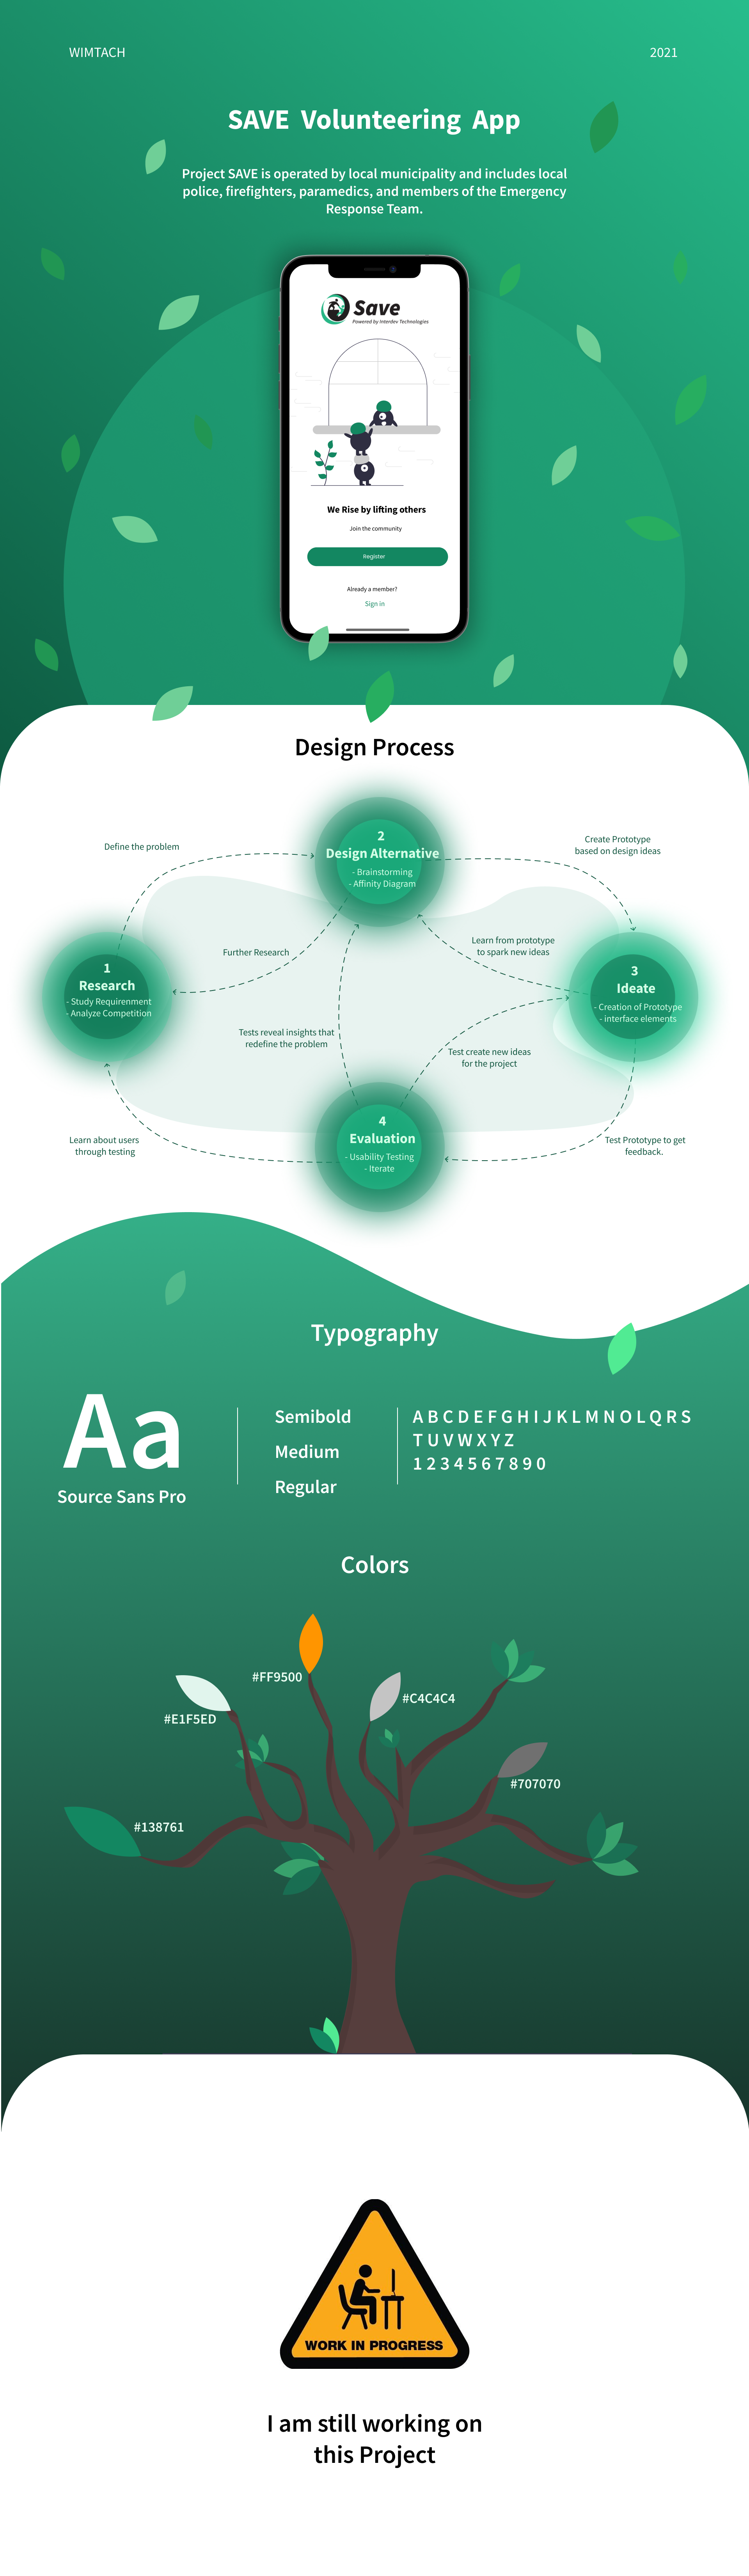 WIMTACH
2021
SAVE Volunteering App
Project SAVE is operated by local municipality and includes local
police, firefighters, paramedics, and members of the Emergency
Response Team.
Save
Powered by Interdev Technologies
We Rise by lifting others
Join the community
Register
Already a member?
Sign in
Design Process
Define the problem
2
Design Alternative
- Brainstorming
- Affinity Diagram
Create Prototype
based on design ideas
Further Research
Learn from prototype
to spark new ideas
1
Research
- Study Requirenment
- Analyze Competition
3
Ideate
- Creation of Prototype
- interface elements
Tests reveal insights that
redefine the problem
Test create new ideas
for the project
4
Evaluation
- Usability Testing
- Iterate
Learn about users
through testing
Test Prototype to get
feedback.
Typography
Aa
Source Sans Pro
Semibold
Medium
Regular
A B C D E F G H I J K L M N O L Q R S
T U V W X Y Z
1 2 3 4 5 6 7 8 9 0
Colors
#FF9500
#E1F5ED
#C4C4C4
#707070
#138761
WORK IN PROGRESS
I am still working on
this Project